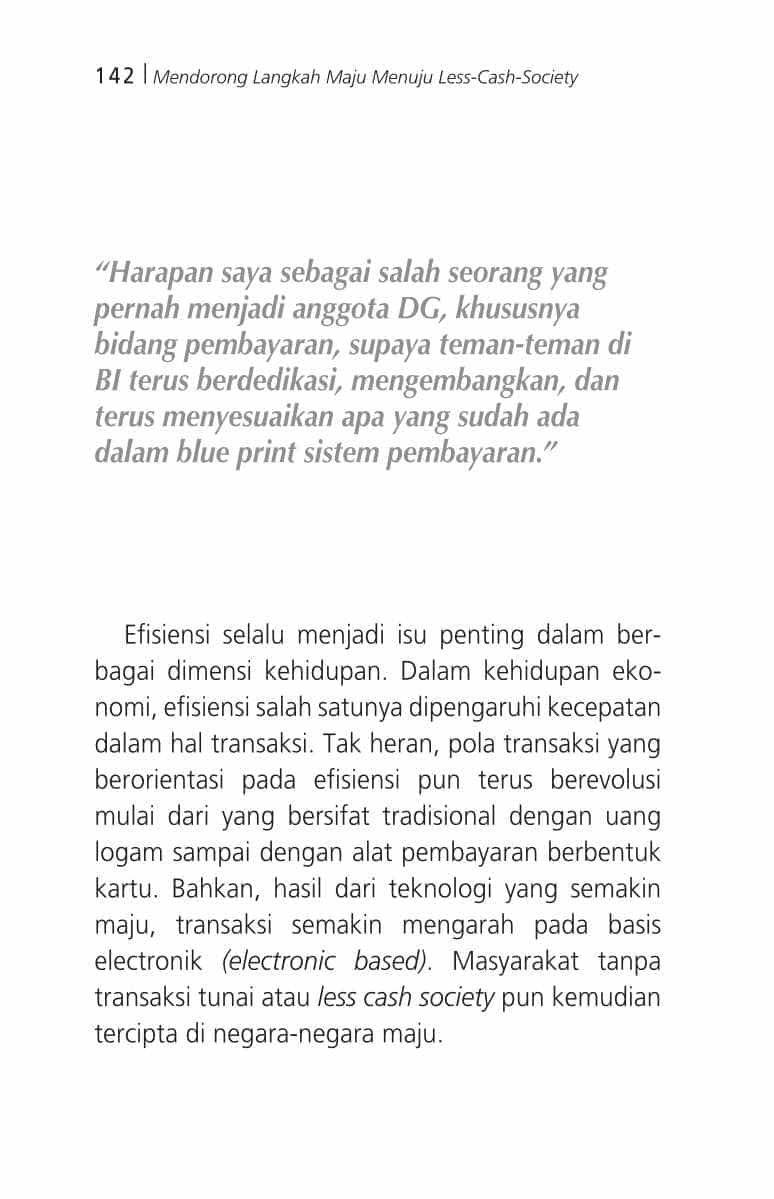 142 | Mendorong Langkah Maju Menuju Less-Cash-Society
“Harapan saya sebagai salah seorang yang
pernah menjadi anggota DG, khususnya
bidang pembayaran, supaya teman-teman di
BI terus berdedikasi, mengembangkan, dan
terus menyesuaikan apa yang sudah ada
dalam blue print sistem pembayaran.”
Efisiensi selalu menjadi isu penting dalam ber-
bagai dimensi kehidupan. Dalam kehidupan eko-
nomi, efisiensi salah satunya dipengaruhi kecepatan
dalam hal transaksi. Tak heran, pola transaksi yang
berorientasi pada efisiensi pun terus berevolusi
mulai dari yang bersifat tradisional dengan uang
logam sampai dengan alat pembayaran berbentuk
kartu. Bahkan, hasil dari teknologi yang semakin
maju, transaksi semakin mengarah pada basis
electronik (electronic based). Masyarakat tanpa
transaksi tunai atau less cash society pun kemudian
tercipta di negara-negara maju.